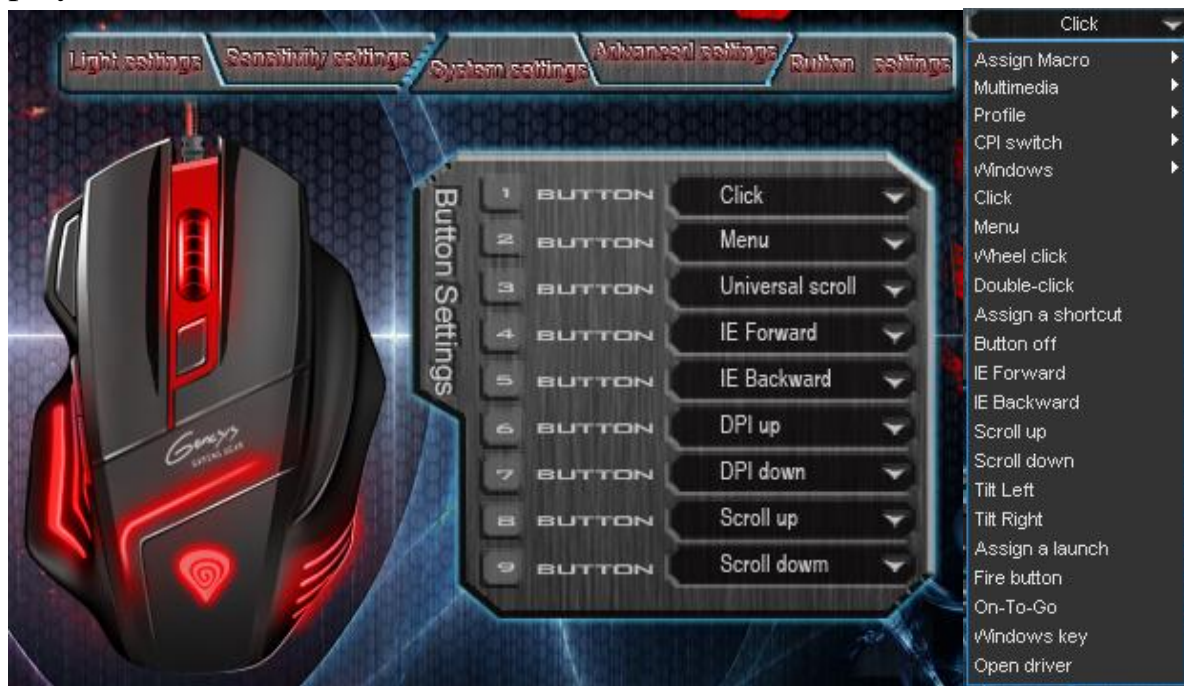 Light settings
Sensitivity settings
System settings
Advanced settings
Button settings
Button Settings
1 BUTTON Click
2 BUTTON Menu
3 BUTTON Universal scroll
4 BUTTON IE Forward
5 BUTTON IE Backward
6 BUTTON DPI up
7 BUTTON DPI down
8 BUTTON Scroll up
9 BUTTON Scroll dowm
Genesys
GAMING GEAR
Click
Assign Macro
Multimedia
Profile
CPI switch
Windows
Click
Menu
Wheel click
Double-click
Assign a shortcut
Button off
IE Forward
IE Backward
Scroll up
Scroll down
Tilt Left
Tilt Right
Assign a launch
Fire button
On-To-Go
Windows key
Open driver